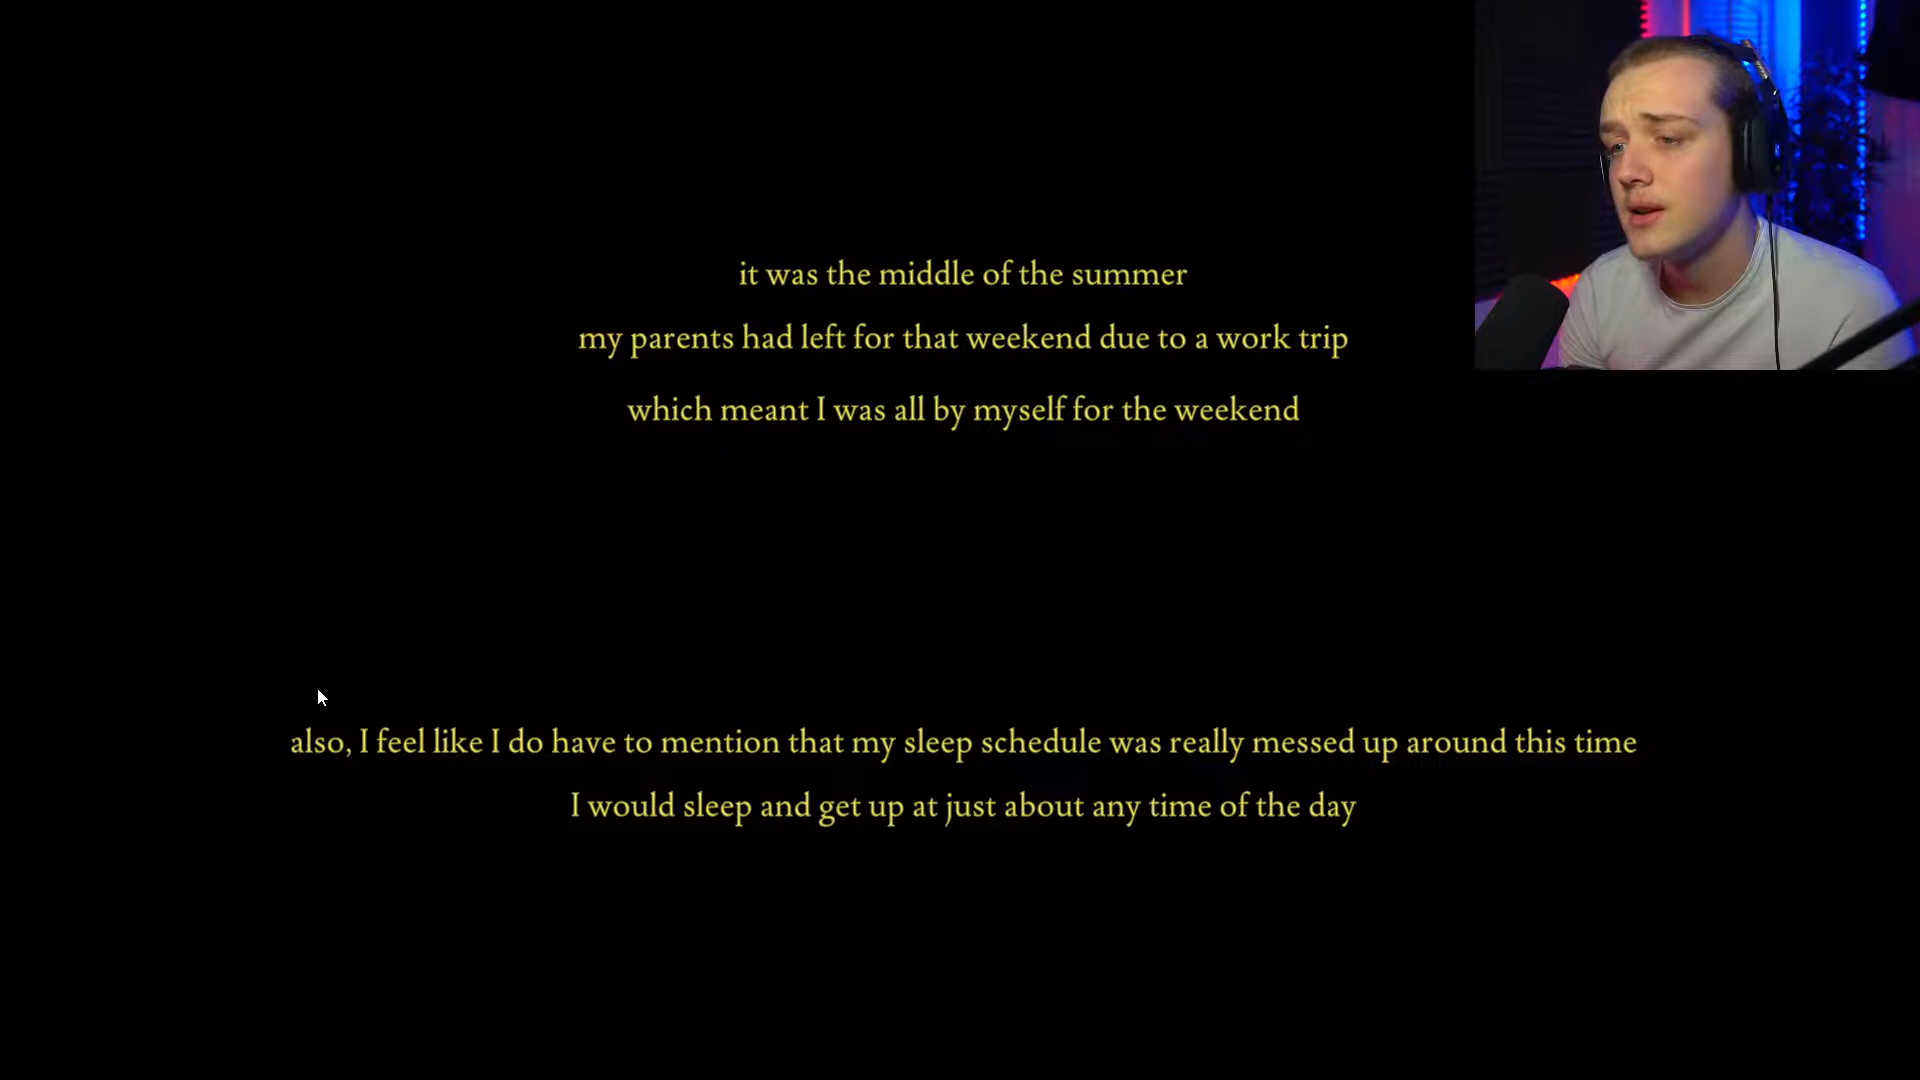 it was the middle of the summer
my parents had left for that weekend due to a work trip
which meant I was all by myself for the weekend
also, I feel like I do have to mention that my sleep schedule was really messed up around this time
I would sleep and get up at just about any time of the day